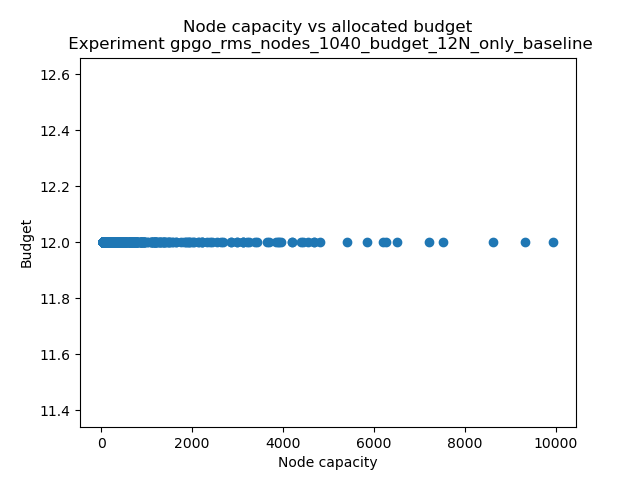 Node capacity vs allocated budget
Experiment gpgo_rms_nodes_1040_budget_12N_only_baseline
12.6
12.4
12.2
12.0
11.8
11.6
11.4
Budget
0 2000 4000 6000 8000 10000
Node capacity